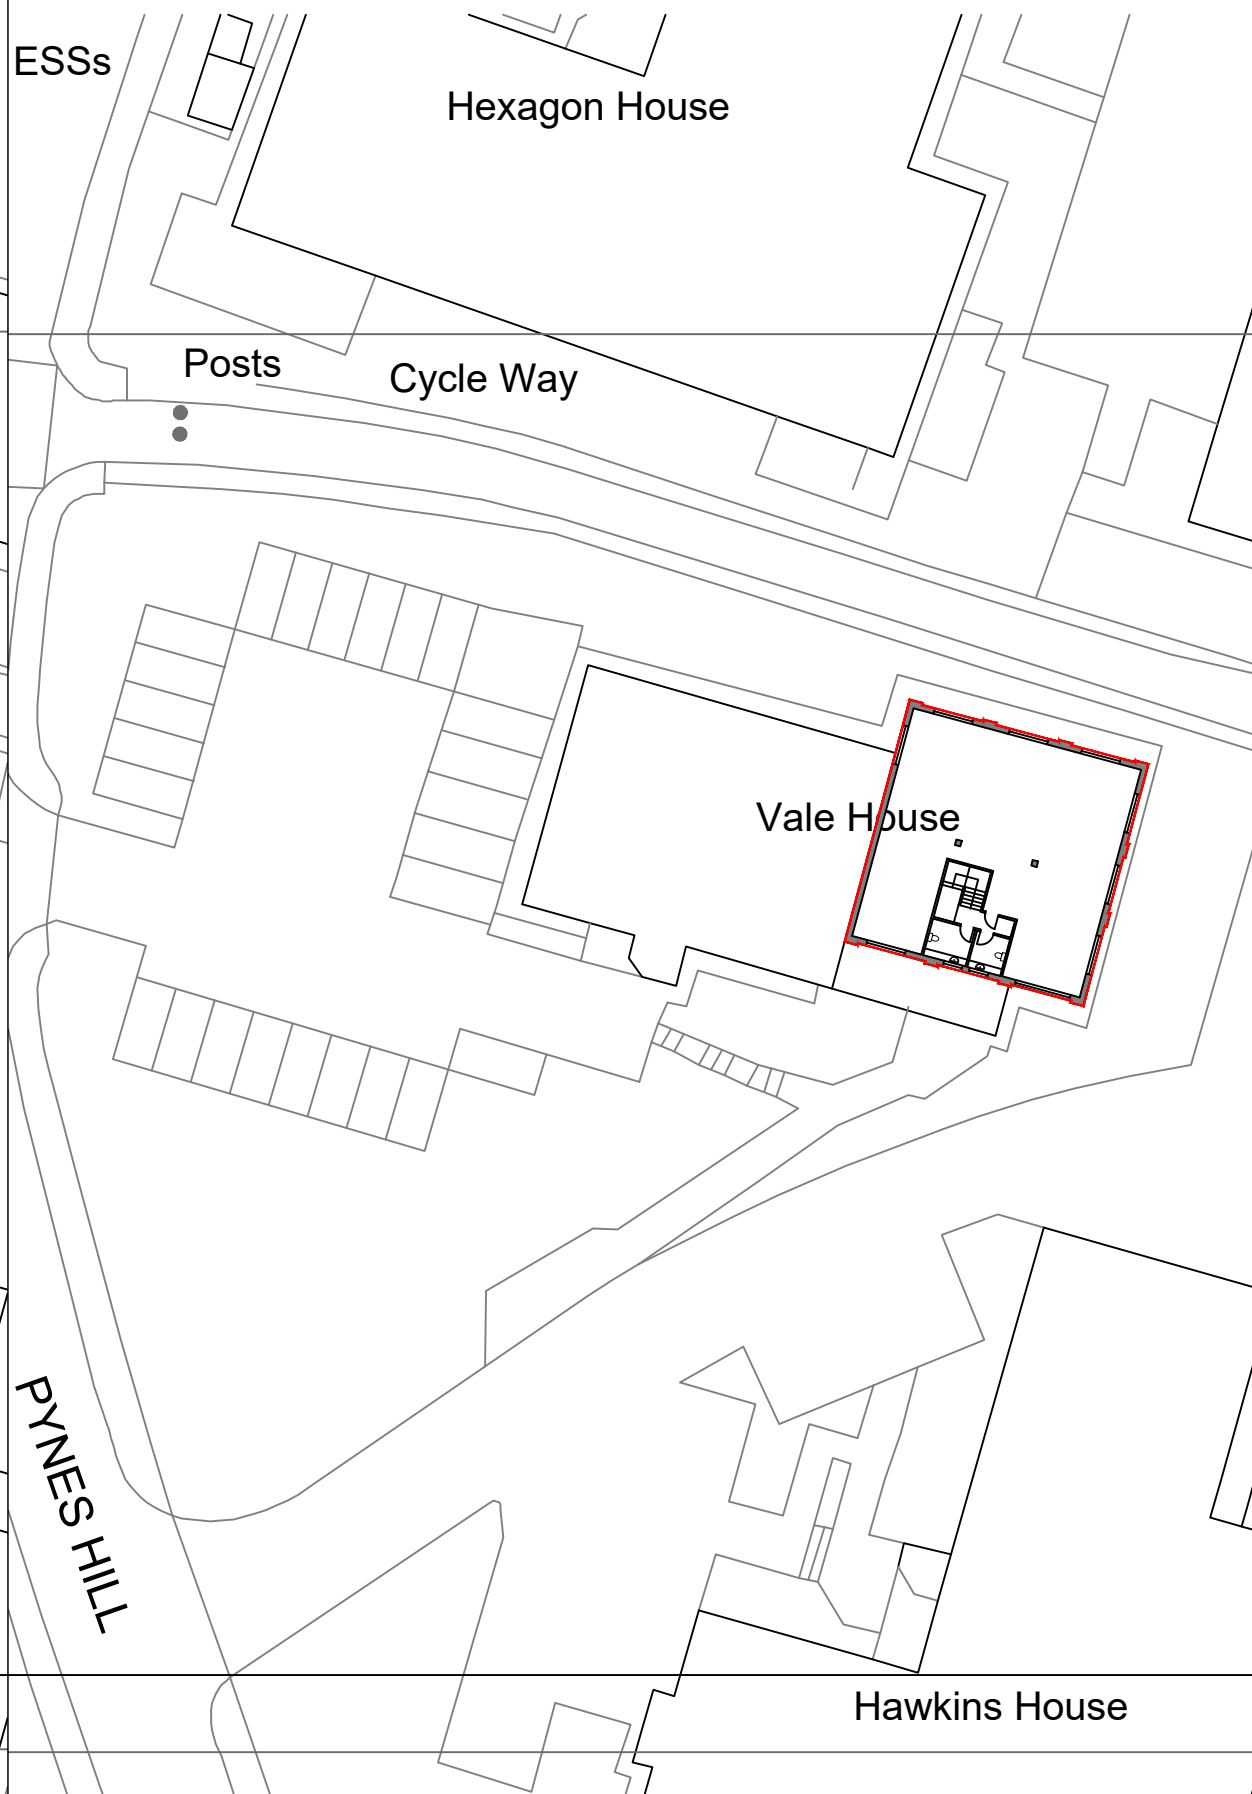 ESSs
Hexagon House
Posts
Cycle Way
Vale House
PYNES HILL
Hawkins House